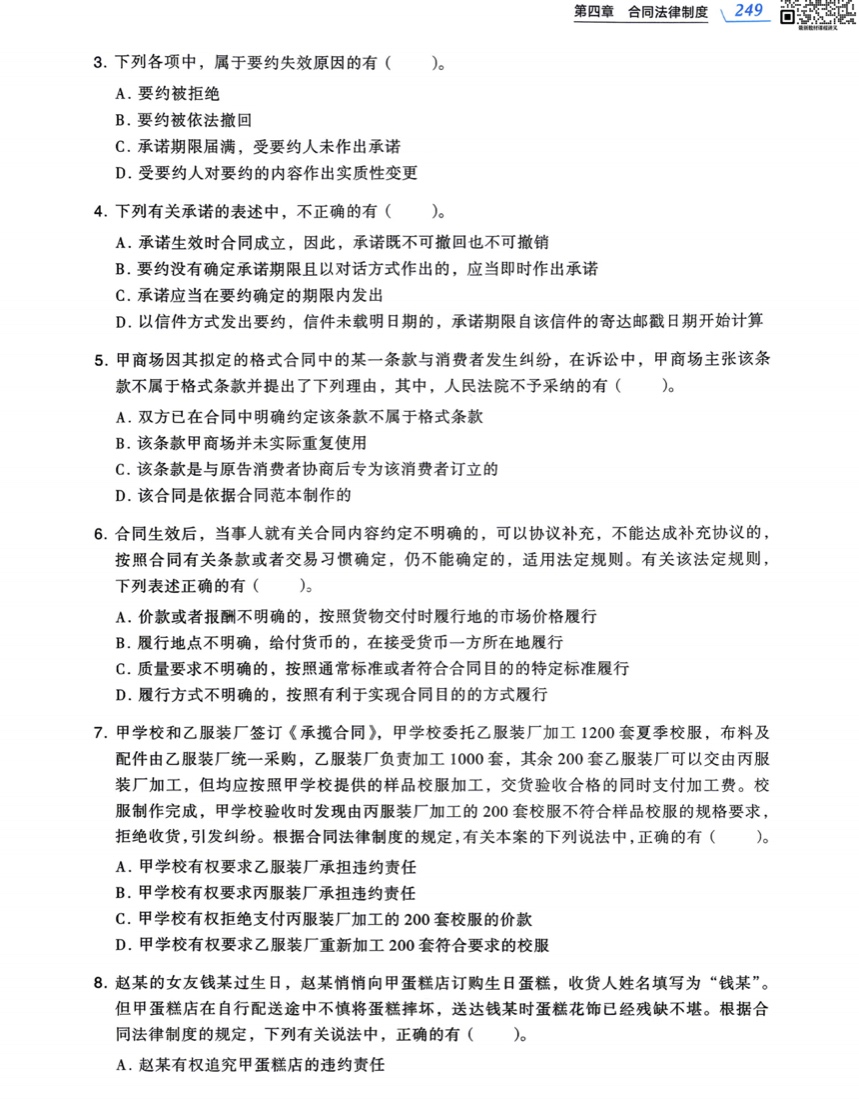 第四章 合同法律制度 249
3. 下列各项中，属于要约失效原因的有（ ）。
A. 要约被拒绝
B. 要约被依法撤回
C. 承诺期限届满，受要约人未作出承诺
D. 受要约人对要约的内容作出实质性变更
4. 下列有关承诺的表述中，不正确的有（ ）。
A. 承诺生效时合同成立，因此，承诺既不可撤回也不可撤销
B. 要约没有确定承诺期限且以对话方式作出的，应当即时作出承诺
C. 承诺应当在要约确定的期限内发出
D. 以信件方式发出要约，信件未载明日期的，承诺期限自该信件的寄达邮戳日期开始计算
5. 甲商场因其拟定的格式合同中的某一条款与消费者发生纠纷，在诉讼中，甲商场主张该条
款不属于格式条款并提出了下列理由，其中，人民法院不予采纳的有（ ）。
A. 双方已在合同中明确约定该条款不属于格式条款
B. 该条款甲商场并未实际重复使用
C. 该条款是与原告消费者协商后专为该消费者订立的
D. 该合同是依据合同范本制作的
6. 合同生效后，当事人就有关合同内容约定不明确的，可以协议补充，不能达成补充协议的，
按照合同有关条款或者交易习惯确定，仍不能确定的，适用法定规则。有关该法定规则，
下列表述正确的有（ ）。
A. 价款或者报酬不明确的，按照货物交付时履行地的市场价格履行
B. 履行地点不明确，给付货币的，在接受货币一方所在地履行
C. 质量要求不明确的，按照通常标准或者符合合同目的的特定标准履行
D. 履行方式不明确的，按照有利于实现合同目的的方式履行
7. 甲学校和乙服装厂签订《承揽合同》，甲学校委托乙服装厂加工 1200 套夏季校服，布料及
配件由乙服装厂统一采购，乙服装厂负责加工 1000 套，其余 200 套乙服装厂可以交由丙服
装厂加工，但均应按照甲学校提供的样品校服加工，交货验收合格的同时支付加工费。校
服制作完成，甲学校验收时发现由丙服装厂加工的 200 套校服不符合样品校服的规格要求，
拒绝收货，引发纠纷。根据合同法律制度的规定，有关本案的下列说法中，正确的有（ ）。
A. 甲学校有权要求乙服装厂承担违约责任
B. 甲学校有权要求丙服装厂承担违约责任
C. 甲学校有权拒绝支付丙服装厂加工的 200 套校服的价款
D. 甲学校有权要求乙服装厂重新加工 200 套符合要求的校服
8. 赵某的女友钱某过生日，赵某悄悄向甲蛋糕店订购生日蛋糕，收货人姓名填写为“钱某”。
但甲蛋糕店在自行配送途中不慎将蛋糕摔坏，送达钱某时蛋糕花饰已经残缺不堪。根据合
同法律制度的规定，下列有关说法中，正确的有（ ）。
A. 赵某有权追究甲蛋糕店的违约责任